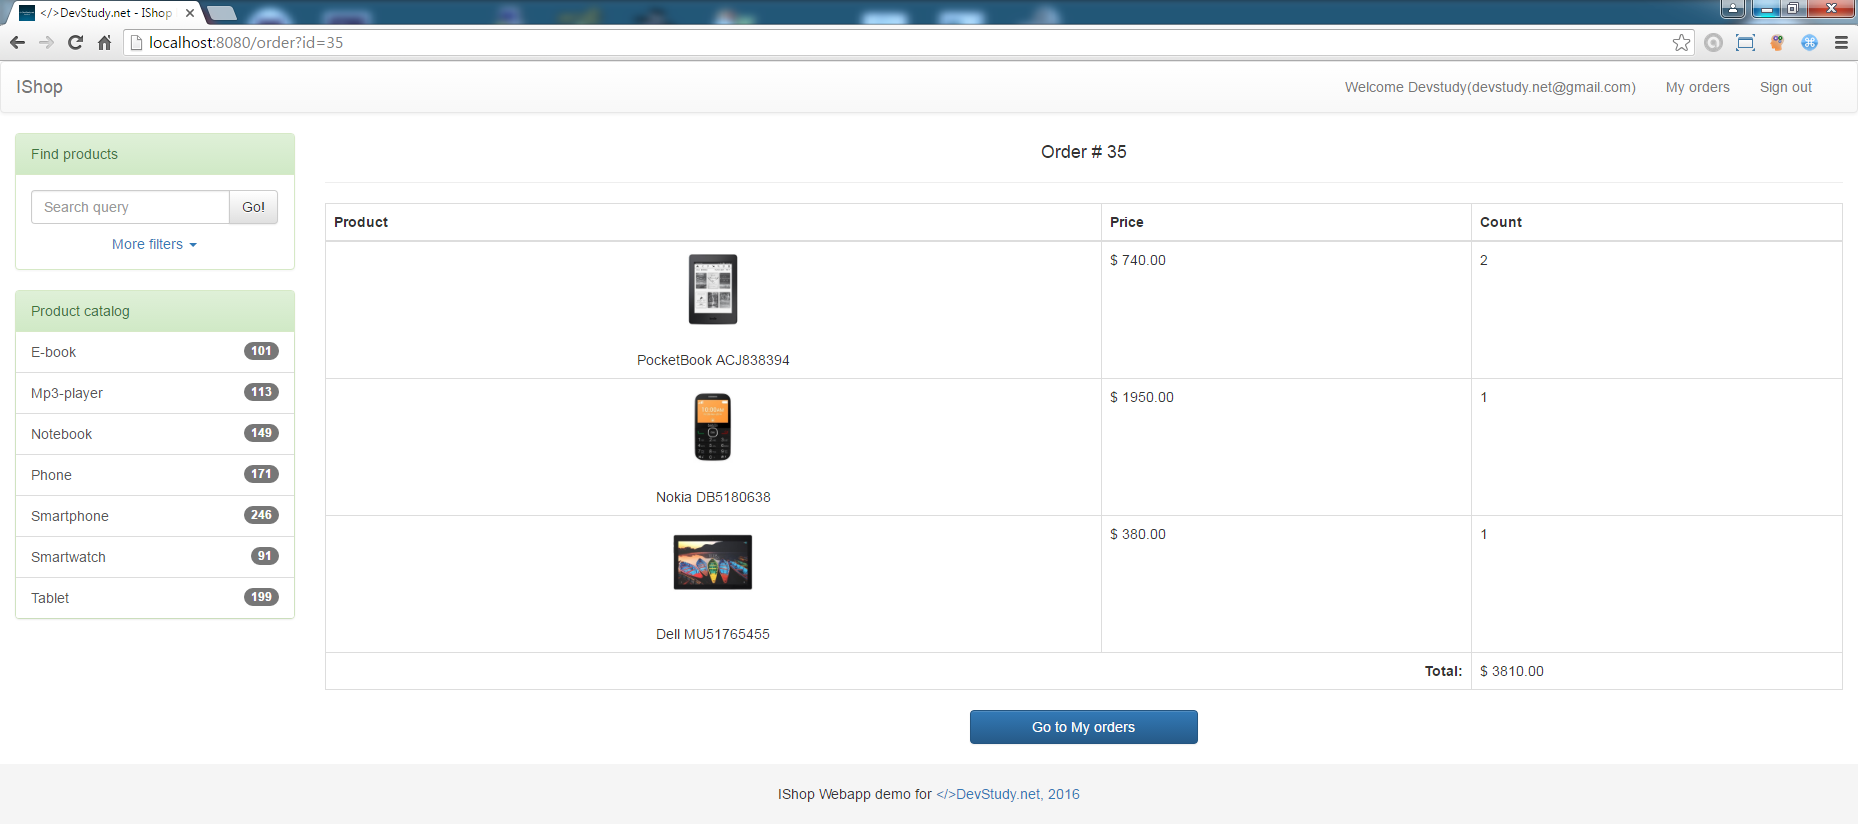 </>DevStudy.net - IShop
localhost:8080/order?id=35
IShop
Welcome Devstudy(devstudy.net@gmail.com)
My orders
Sign out
Find products
Search query
Go!
More filters
Product catalog
E-book 101
Mp3-player 113
Notebook 149
Phone 171
Smartphone 246
Smartwatch 91
Tablet 199
Order # 35
Product Price Count
$ 740.00 2
PocketBook ACJ838394
$ 1950.00 1
Nokia DB5180638
$ 380.00 1
Dell MU51765455
Total: $ 3810.00
Go to My orders
IShop Webapp demo for </>DevStudy.net, 2016